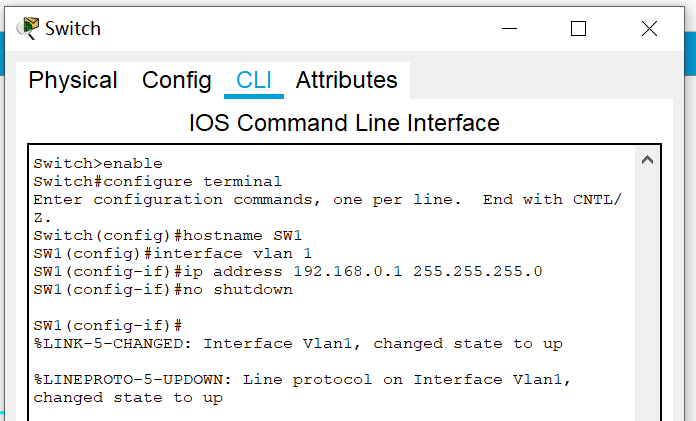 Switch
Physical Config CLI Attributes
IOS Command Line Interface
Switch>enable
Switch#configure terminal
Enter configuration commands, one per line.  End with CNTL/
Z.
Switch(config)#hostname SW1
SW1(config)#interface vlan 1
SW1(config-if)#ip address 192.168.0.1 255.255.255.0
SW1(config-if)#no shutdown
SW1(config-if)#
%LINK-5-CHANGED: Interface Vlan1, changed state to up
%LINEPROTO-5-UPDOWN: Line protocol on Interface Vlan1,
changed state to up